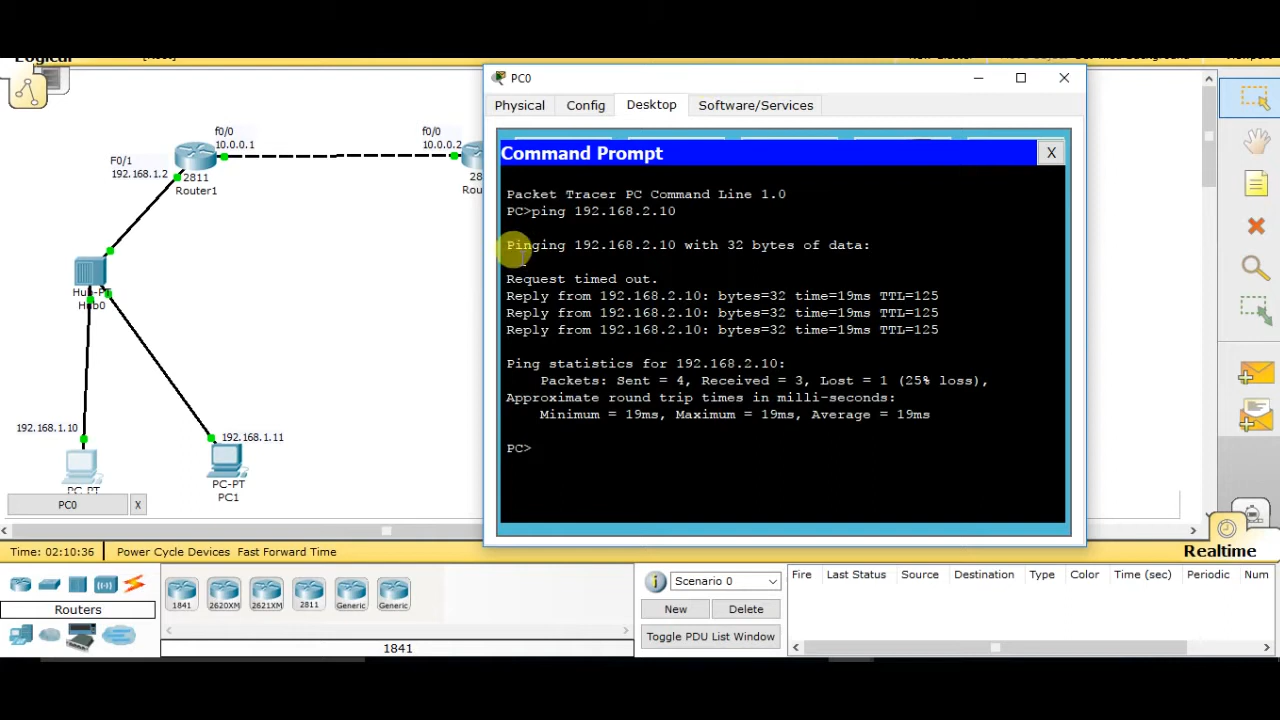 Logical
PC0
Physical
Config
Desktop
Software/Services
f0/0
10.0.0.1
f0/0
10.0.0.2
F0/1
192.168.1.2
2811
Router1
Hub-PT
Hub0
192.168.1.10
192.168.1.11
PC-PT
PC-PT
PC1
PC0
X
Command Prompt
X
Packet Tracer PC Command Line 1.0
PC>ping 192.168.2.10
Pinging 192.168.2.10 with 32 bytes of data:
Request timed out.
Reply from 192.168.2.10: bytes=32 time=19ms TTL=125
Reply from 192.168.2.10: bytes=32 time=19ms TTL=125
Reply from 192.168.2.10: bytes=32 time=19ms TTL=125
Ping statistics for 192.168.2.10:
Packets: Sent = 4, Received = 3, Lost = 1 (25% loss),
Approximate round trip times in milli-seconds:
Minimum = 19ms, Maximum = 19ms, Average = 19ms
PC>
Realtime
Time: 02:10:36
Power Cycle Devices Fast Forward Time
Routers
1841
2620XM
2621XM
2811
Generic
Generic
1841
Scenario 0
New
Delete
Toggle PDU List Window
Fire
Last Status
Source
Destination
Type
Color
Time (sec)
Periodic
Num